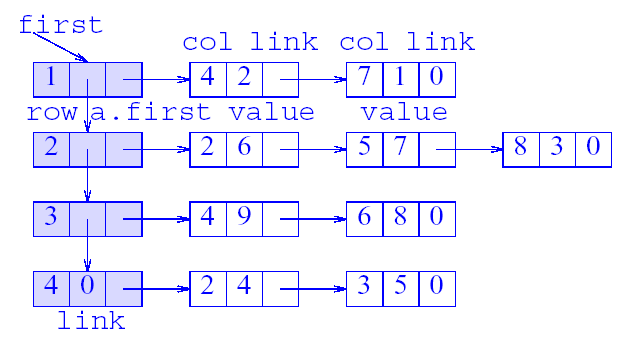 first
col link col link
1 4 2 7 1 0
row a.first value value
2 2 6 5 7 8 3 0
3 4 9 6 8 0
4 0 2 4 3 5 0
link